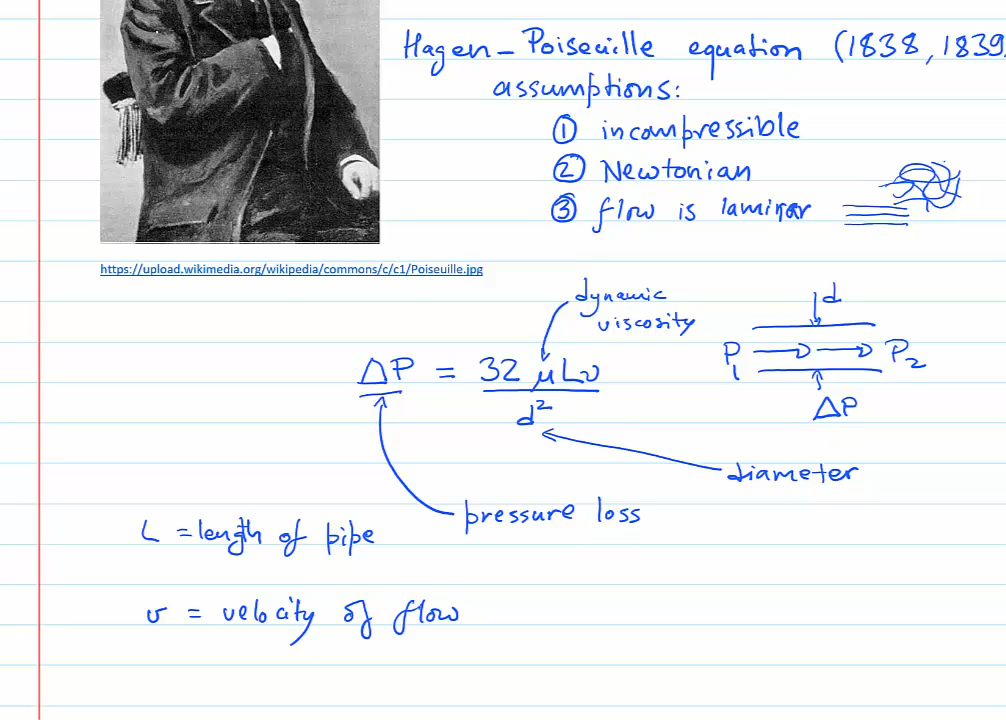 Hagen-Poiseuille equation (1838, 1839
assumptions:
① incompressible
② Newtonian
③ flow is laminar
https://upload.wikimedia.org/wikipedia/commons/c/c1/Poiseuille.jpg
dynamic
viscosity
d
P₁ P₂
ΔP = 32 μLv
d²
ΔP
diameter
pressure loss
L = length of pipe
v = velocity of flow